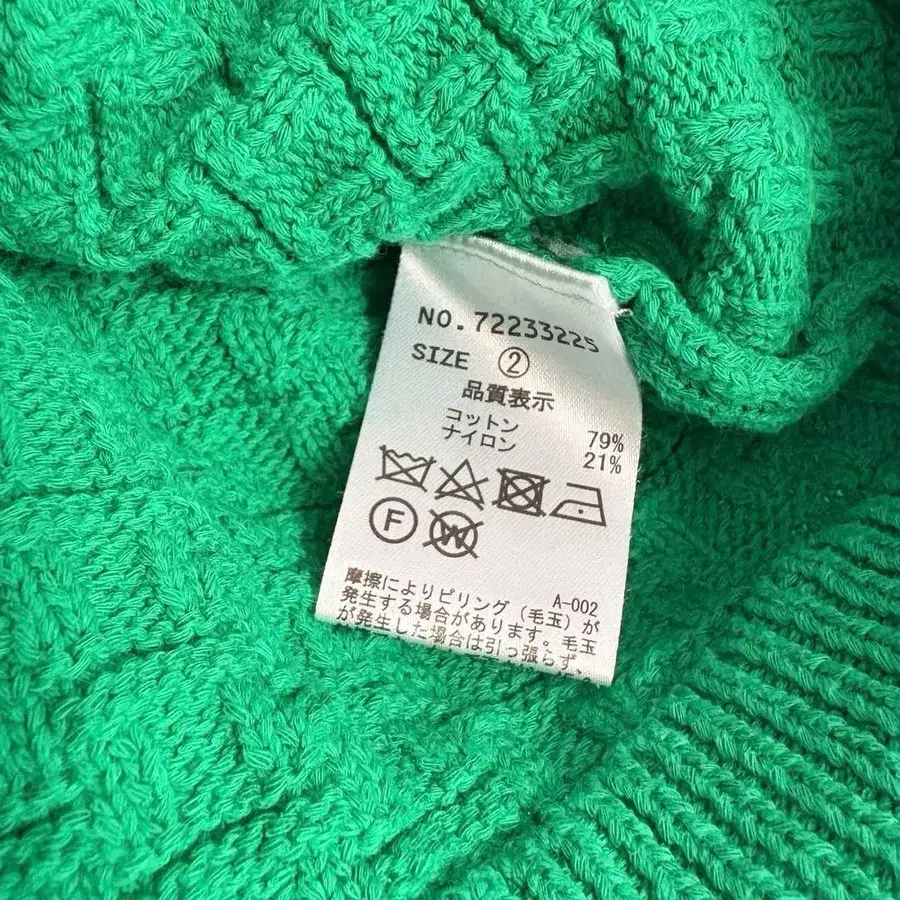 NO.72233225
SIZE ②
品質表示
コットン 79%
ナイロン 21%
F W
A-002
摩擦によりピリング(毛玉)が
発生する場合があります。毛玉
が発生した場合は引っ張らず、